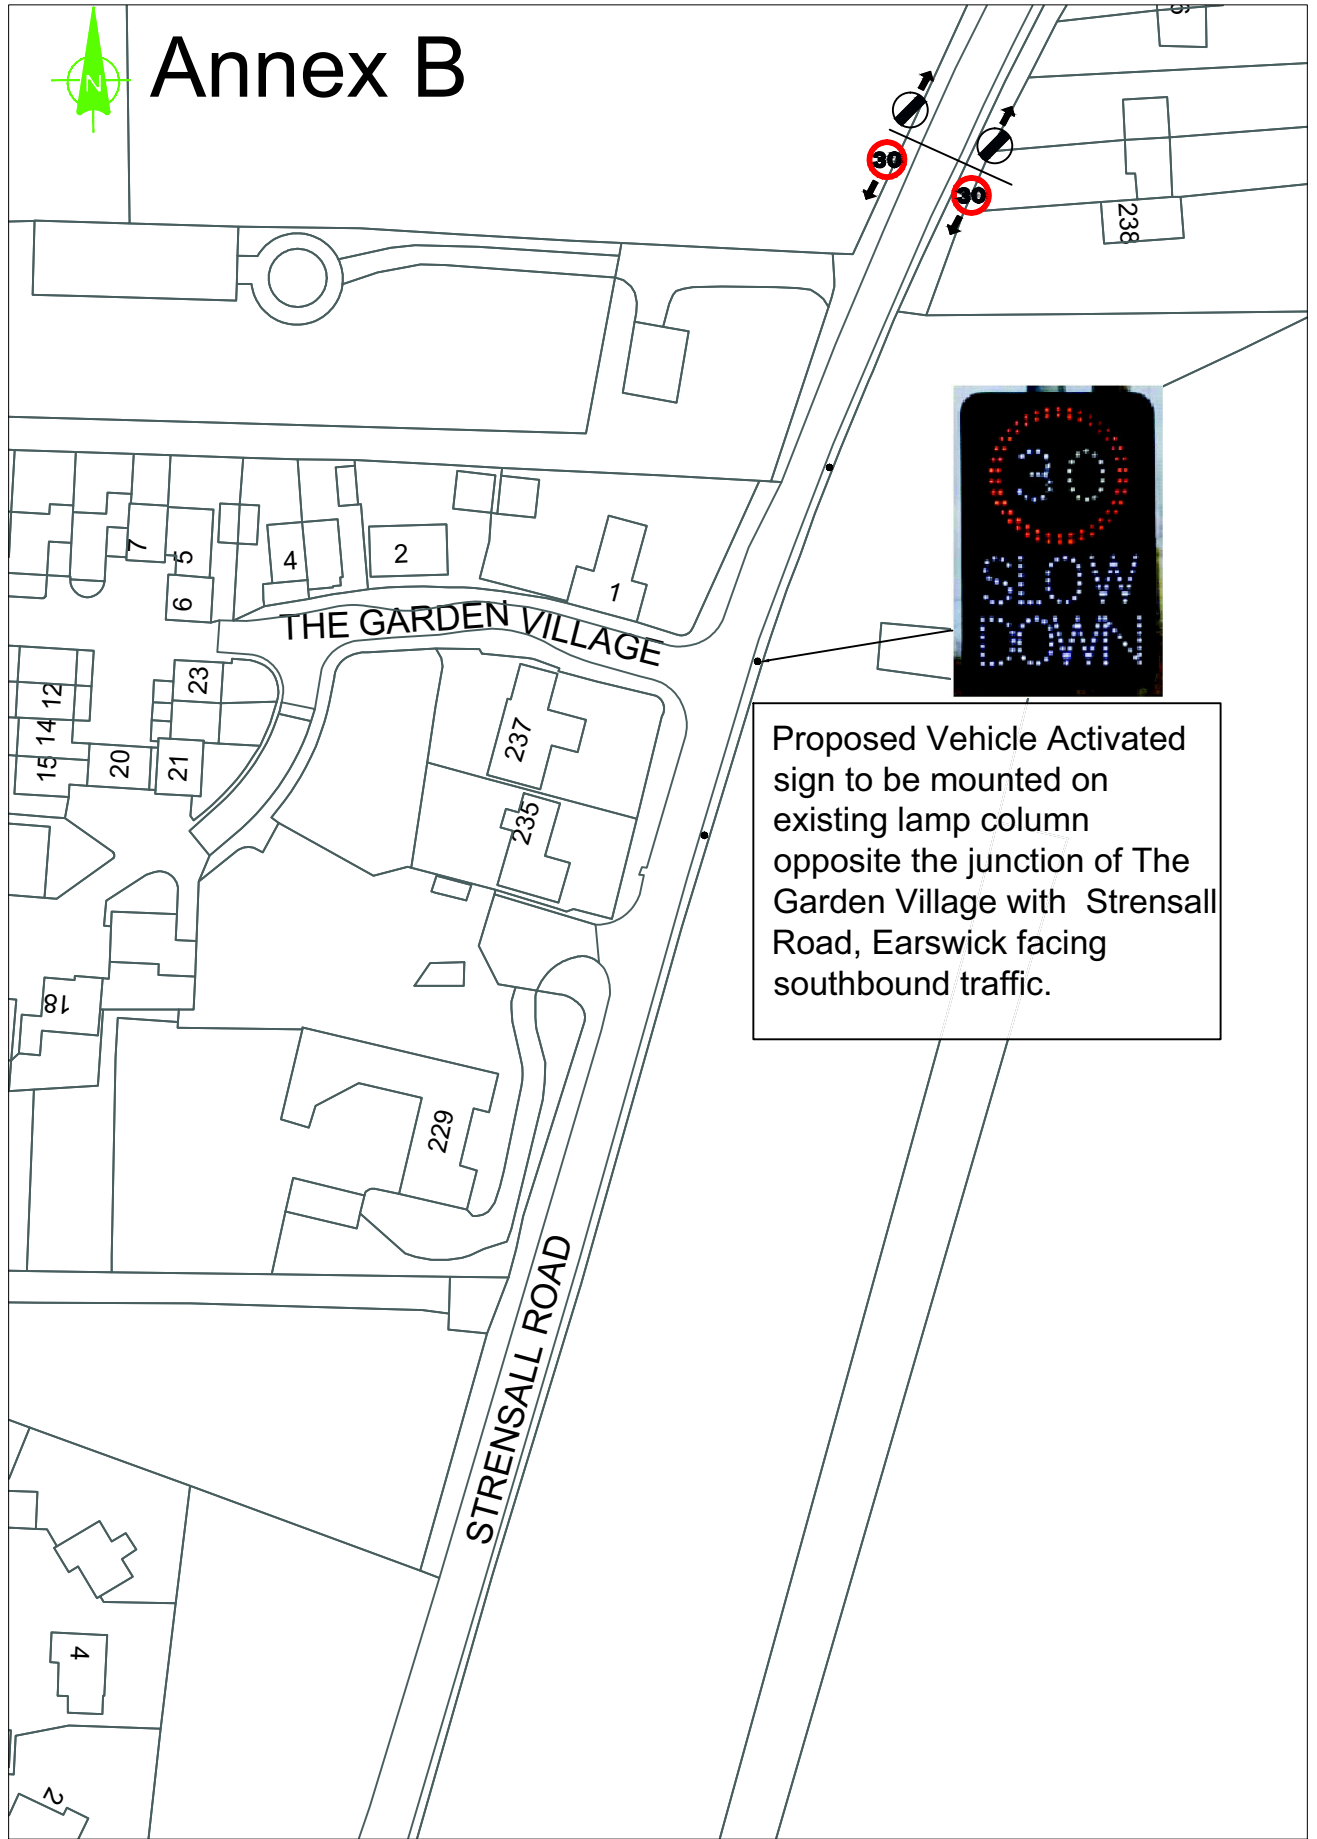 Annex B
N
6
30
30
238
30
SLOW
DOWN
7
5
6
4
2
1
THE GARDEN VILLAGE
12
14
15
20
21
23
237
235
Proposed Vehicle Activated
sign to be mounted on
existing lamp column
opposite the junction of The
Garden Village with Strensall
Road, Earswick facing
southbound traffic.
18
229
STRENSALL ROAD
4
2